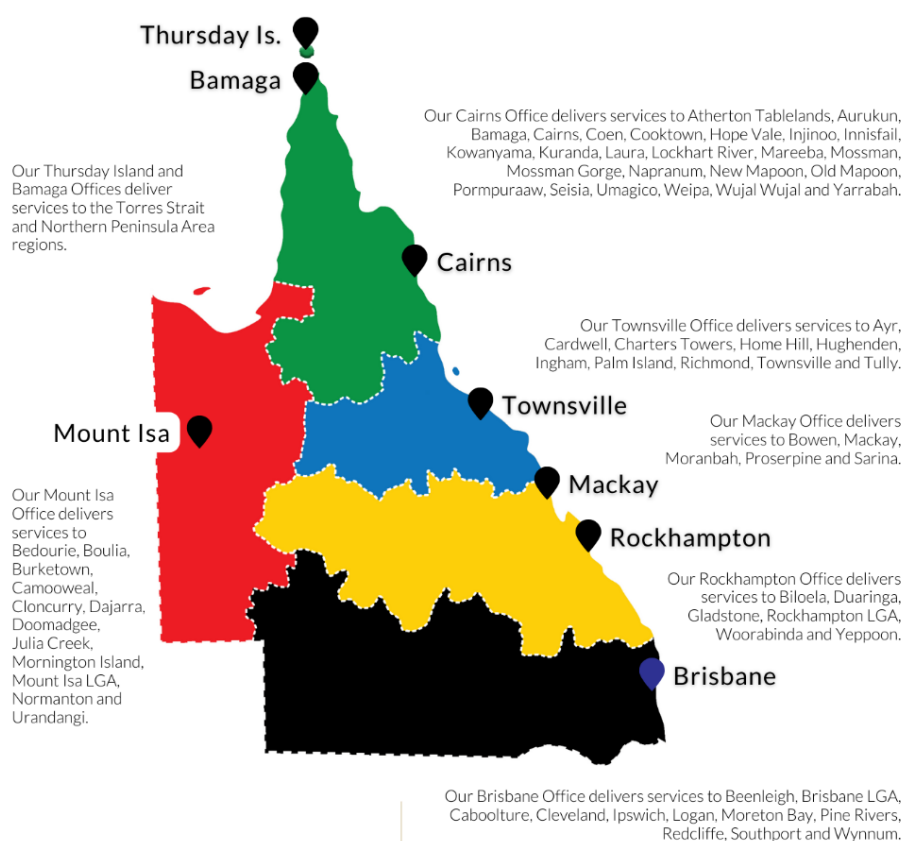 Thursday Is.
Bamaga
Our Cairns Office delivers services to Atherton Tablelands, Aurukun,
Bamaga, Cairns, Coen, Cooktown, Hope Vale, Injinoo, Innisfail,
Kowanyama, Kuranda, Laura, Lockhart River, Mareeba, Mossman,
Mossman Gorge, Napranum, New Mapoon, Old Mapoon,
Pormpuraaw, Seisia, Umagico, Weipa, Wujal Wujal and Yarrabah.
Our Thursday Island and
Bamaga Offices deliver
services to the Torres Strait
and Northern Peninsula Area
regions.
Cairns
Our Townsville Office delivers services to Ayr,
Cardwell, Charters Towers, Home Hill, Hughenden,
Ingham, Palm Island, Richmond, Townsville and Tully.
Townsville
Mount Isa
Our Mackay Office delivers
services to Bowen, Mackay,
Moranbah, Proserpine and Sarina.
Mackay
Rockhampton
Our Mount Isa
Office delivers
services to
Bedourie, Boulia,
Burketown,
Camooweal,
Cloncurry, Dajarra,
Doomadgee,
Julia Creek,
Mornington Island,
Mount Isa LGA,
Normanton and
Urandangi.
Our Rockhampton Office delivers
services to Biloela, Duaringa,
Gladstone, Rockhampton LGA,
Woorabinda and Yeppoon.
Brisbane
Our Brisbane Office delivers services to Beenleigh, Brisbane LGA,
Caboolture, Cleveland, Ipswich, Logan, Moreton Bay, Pine Rivers,
Redcliffe, Southport and Wynnum.